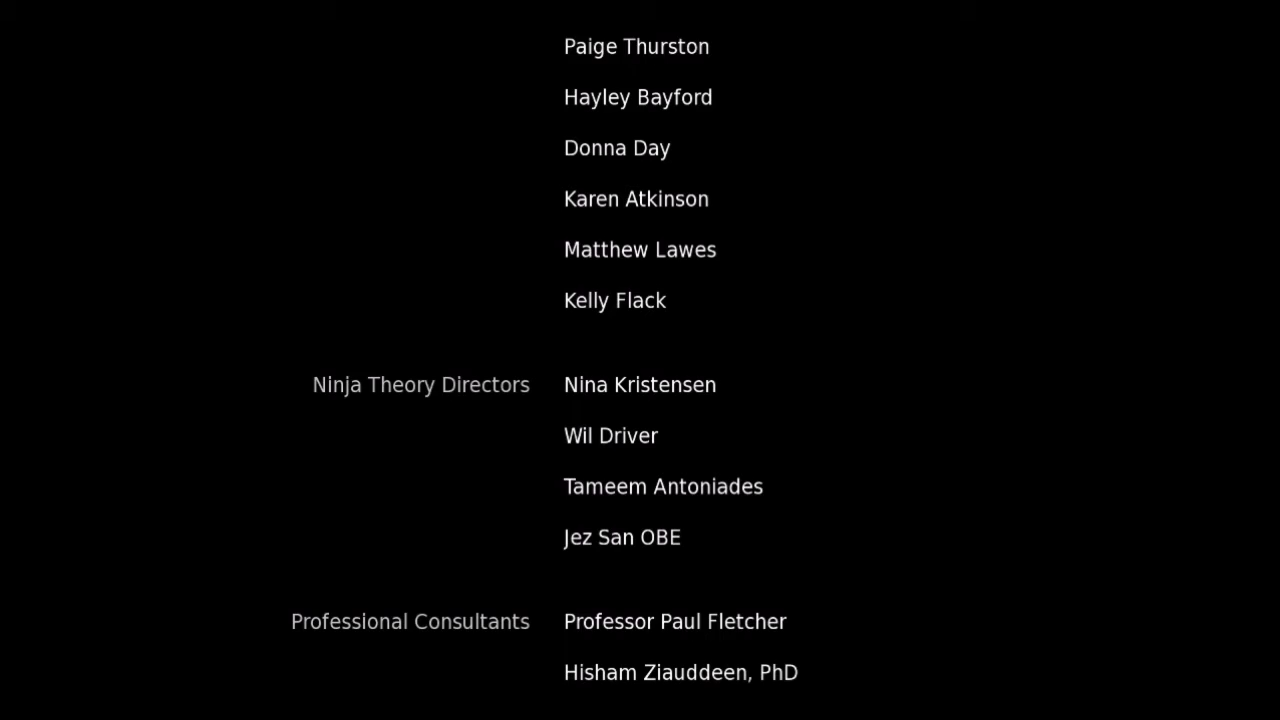 Paige Thurston
Hayley Bayford
Donna Day
Karen Atkinson
Matthew Lawes
Kelly Flack
Ninja Theory Directors Nina Kristensen
Wil Driver
Tameem Antoniades
Jez San OBE
Professional Consultants Professor Paul Fletcher
Hisham Ziauddeen, PhD